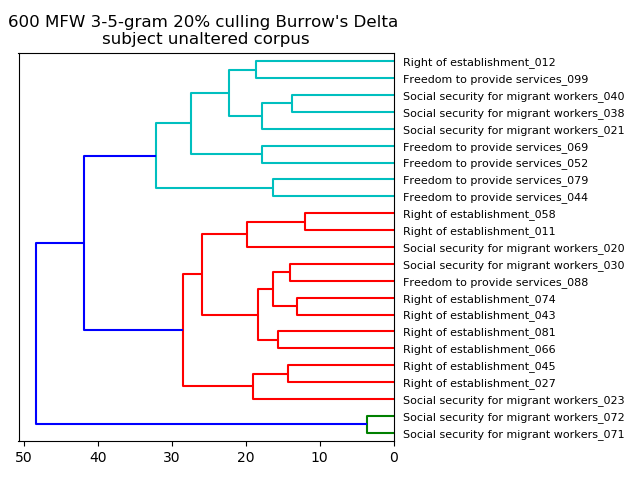 600 MFW 3-5-gram 20% culling Burrow's Delta
subject unaltered corpus
Right of establishment_012
Freedom to provide services_099
Social security for migrant workers_040
Social security for migrant workers_038
Social security for migrant workers_021
Freedom to provide services_069
Freedom to provide services_052
Freedom to provide services_079
Freedom to provide services_044
Right of establishment_058
Right of establishment_011
Social security for migrant workers_020
Social security for migrant workers_030
Freedom to provide services_088
Right of establishment_074
Right of establishment_043
Right of establishment_081
Right of establishment_066
Right of establishment_045
Right of establishment_027
Social security for migrant workers_023
Social security for migrant workers_072
Social security for migrant workers_071
50 40 30 20 10 0